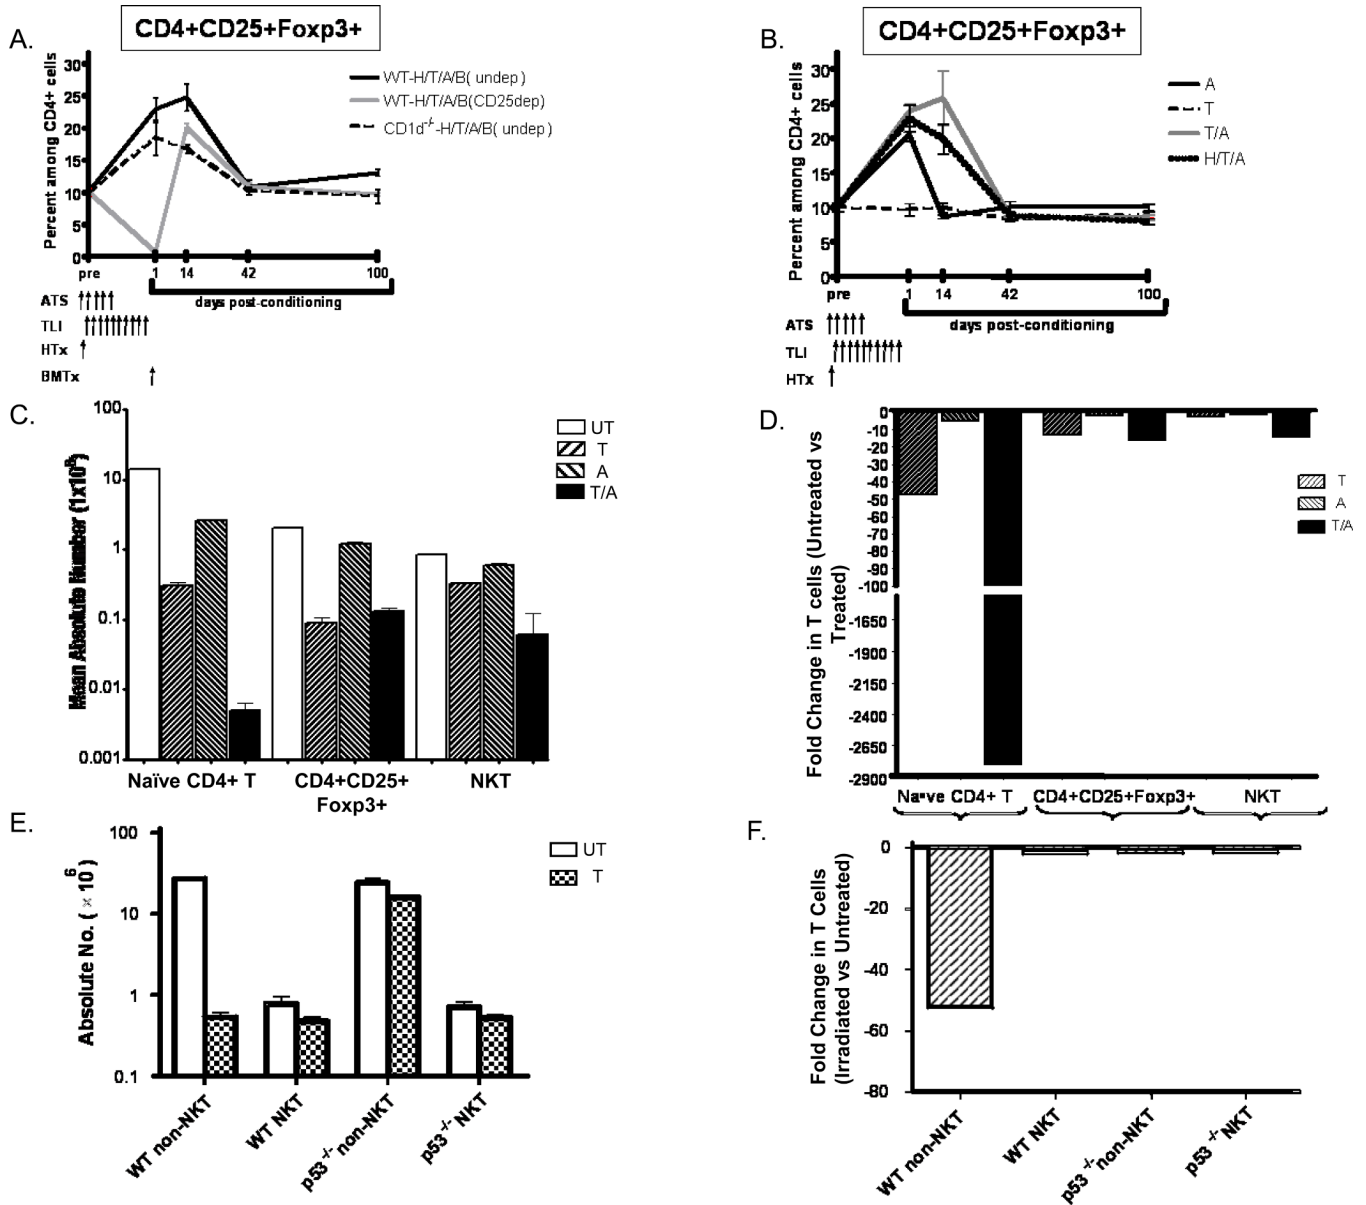 A.
CD4+CD25+Foxp3+
Percent among CD4+ cells
30
25
20
15
10
5
0
WT-H/T/A/B( undep)
WT-H/T/A/B(CD25dep)
CD1d-/--H/T/A/B( undep)
pre
1
14
42
100
days post-conditioning
ATS
TLI
HTx
BMTx
B.
CD4+CD25+Foxp3+
Percent among CD4+ cells
30
25
20
15
10
5
0
A
T
T/A
H/T/A
pre
1
14
42
100
days post-conditioning
ATS
TLI
HTx
C.
Mean Absolute Number (1x10
100
10
1
0.1
0.01
0.001
UT
T
A
T/A
Naïve CD4+ T
CD4+CD25+
Foxp3+
NKT
D.
Fold Change in T cells (Untreated vs
Treated)
0
-10
-20
-30
-40
-50
-60
-70
-80
-90
-100
-1650
-1900
-2150
-2400
-2650
-2900
T
A
T/A
Na▪ve CD4+ T
CD4+CD25+Foxp3+
NKT
E.
Absolute No. ( × 10 6 )
100
10
1
0.1
UT
T
WT non-NKT
WT NKT
p53 -/- non-NKT
p53 -/- NKT
F.
Fold Change in T Cells
(Irradiated vs Untreated)
0
-20
-40
-60
-80
WT non-NKT
WT NKT
p53 -/- non-NKT
p53 -/- NKT